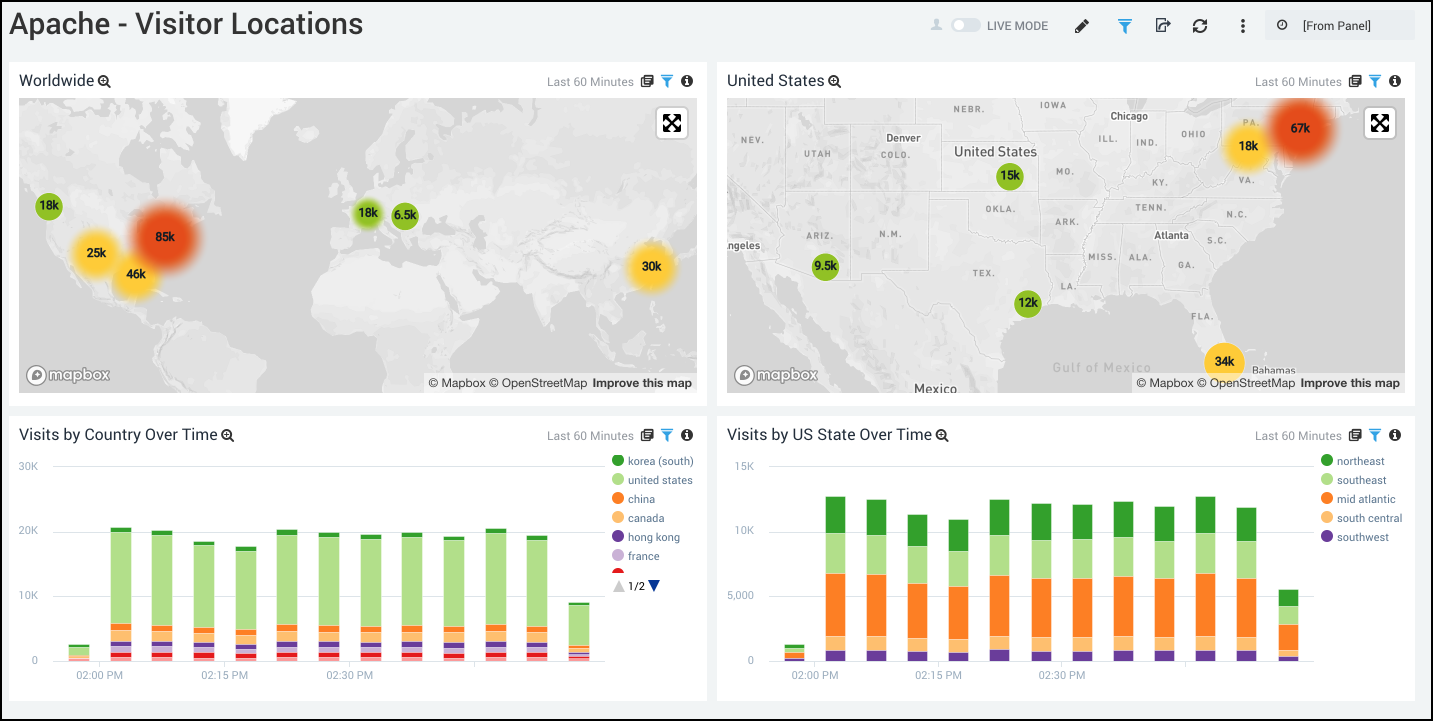 Apache - Visitor Locations
LIVE MODE
[From Panel]
Worldwide
Last 60 Minutes
18k
25k
46k
85k
18k
6.5k
30k
mapbox
© Mapbox © OpenStreetMap Improve this map
United States
Last 60 Minutes
NEBR.
IOWA
Chicago
PA.
67k
NEV.
Denver
ILL.
IND.
OHIO
18k
UTAH
COLO.
United States
15k
MO.
KY.
VA.
OKLA.
TENN.
N.C.
ARIZ.
N.M.
ARK.
Atlanta
S.C.
ngeles
MISS.
ALA.
GA.
9.5k
TEX.
LA.
12k
FLA.
34k
Gulf of Mexico
Bahamas
Mexico
mapbox
© Mapbox © OpenStreetMap Improve this map
Visits by Country Over Time
Last 60 Minutes
30K
20K
10K
0
02:00 PM
02:15 PM
02:30 PM
korea (south)
united states
china
canada
hong kong
france
1/2
Visits by US State Over Time
Last 60 Minutes
15K
10K
5,000
0
02:00 PM
02:15 PM
02:30 PM
northeast
southeast
mid atlantic
south central
southwest